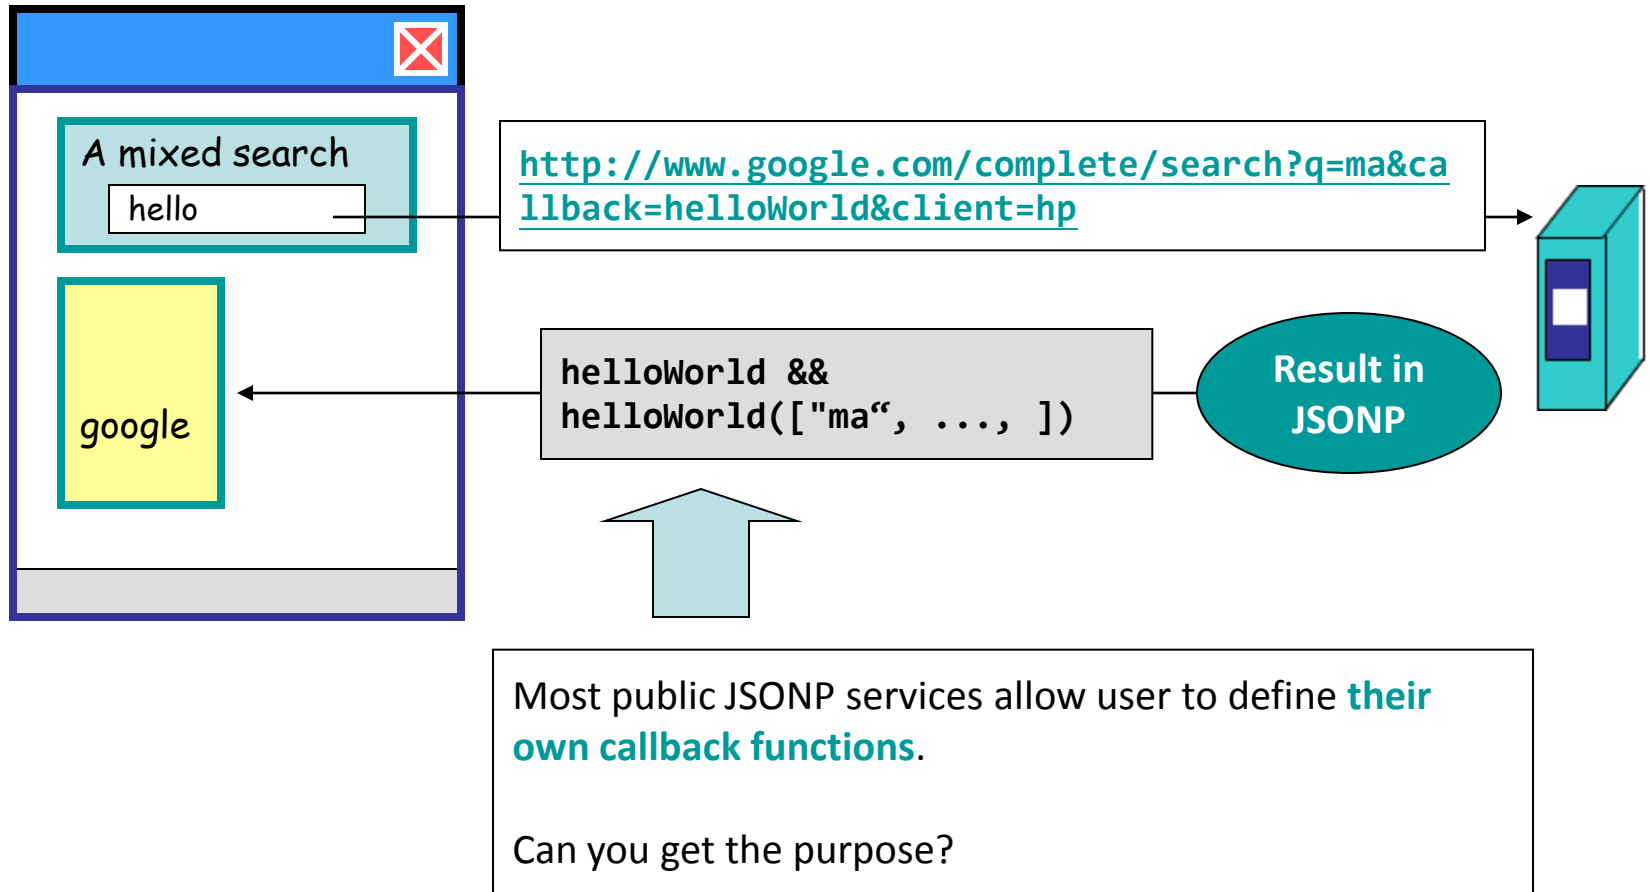 A mixed search
hello
http://www.google.com/complete/search?q=ma&ca
llback=helloWorld&client=hp
google
helloWorld &&
helloWorld(["ma“, ..., ])
Result in
JSONP
Most public JSONP services allow user to define their
own callback functions.
Can you get the purpose?